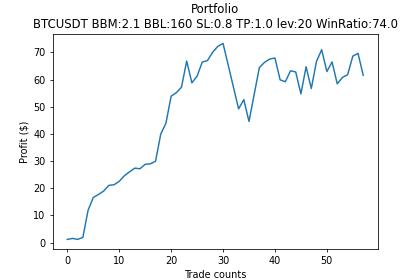 Portfolio
BTCUSDT BBM:2.1 BBL:160 SL:0.8 TP:1.0 lev:20 WinRatio:74.0
70
60
50
40
30
20
10
0
Profit ($)
0 10 20 30 40 50
Trade counts